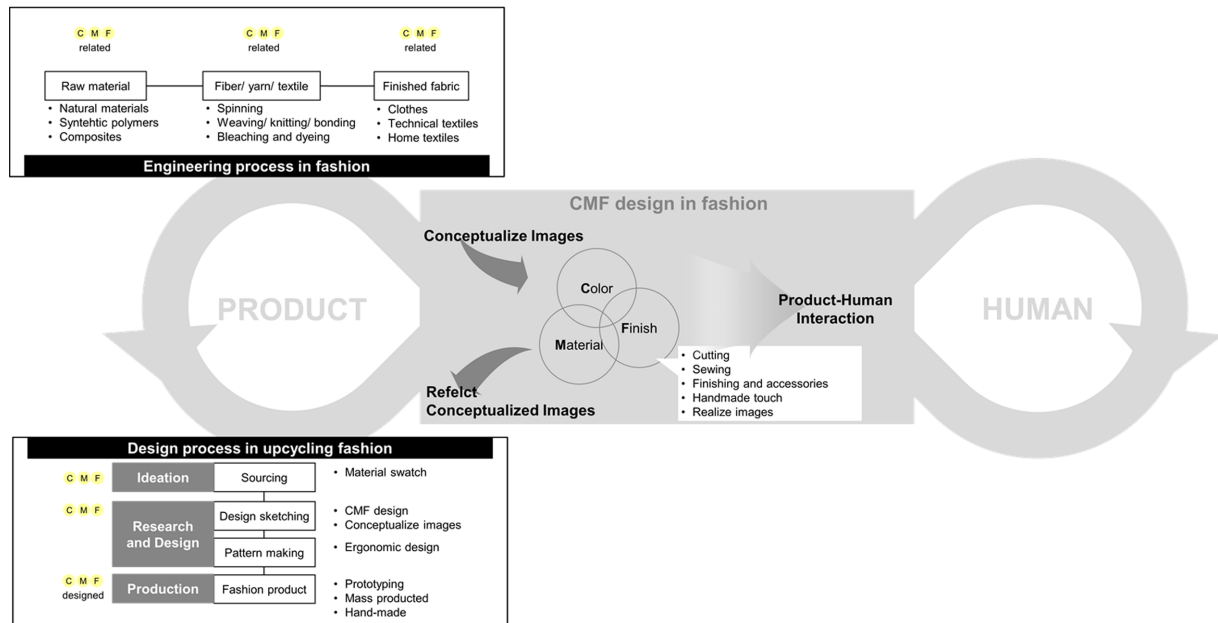 C M F
related
C M F
related
C M F
related
Raw material
Fiber/ yarn/ textile
Finished fabric
• Natural materials
• Syntehtic polymers
• Composites
• Spinning
• Weaving/ knitting/ bonding
• Bleaching and dyeing
• Clothes
• Technical textiles
• Home textiles
Engineering process in fashion
CMF design in fashion
Conceptualize Images
PRODUCT
Color
Finish
Material
Product-Human
Interaction
HUMAN
• Cutting
• Sewing
• Finishing and accessories
• Handmade touch
• Realize images
Refelct
Conceptualized Images
Design process in upcycling fashion
C M F
Ideation
Sourcing
• Material swatch
C M F
Research
and Design
Design sketching
• CMF design
• Conceptualize images
Pattern making
• Ergonomic design
C M F
designed
Production
Fashion product
• Prototyping
• Mass producted
• Hand-made